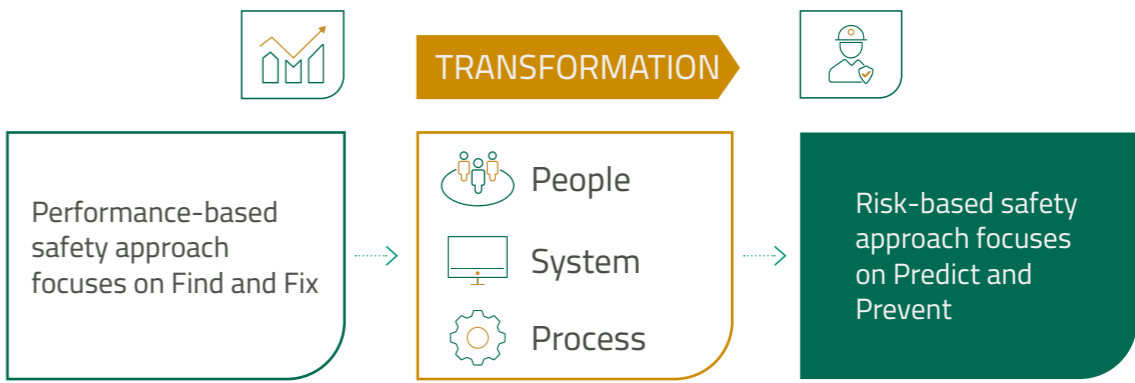 TRANSFORMATION
Performance-based
safety approach
focuses on Find and Fix
People
System
Process
Risk-based safety
approach focuses
on Predict and
Prevent